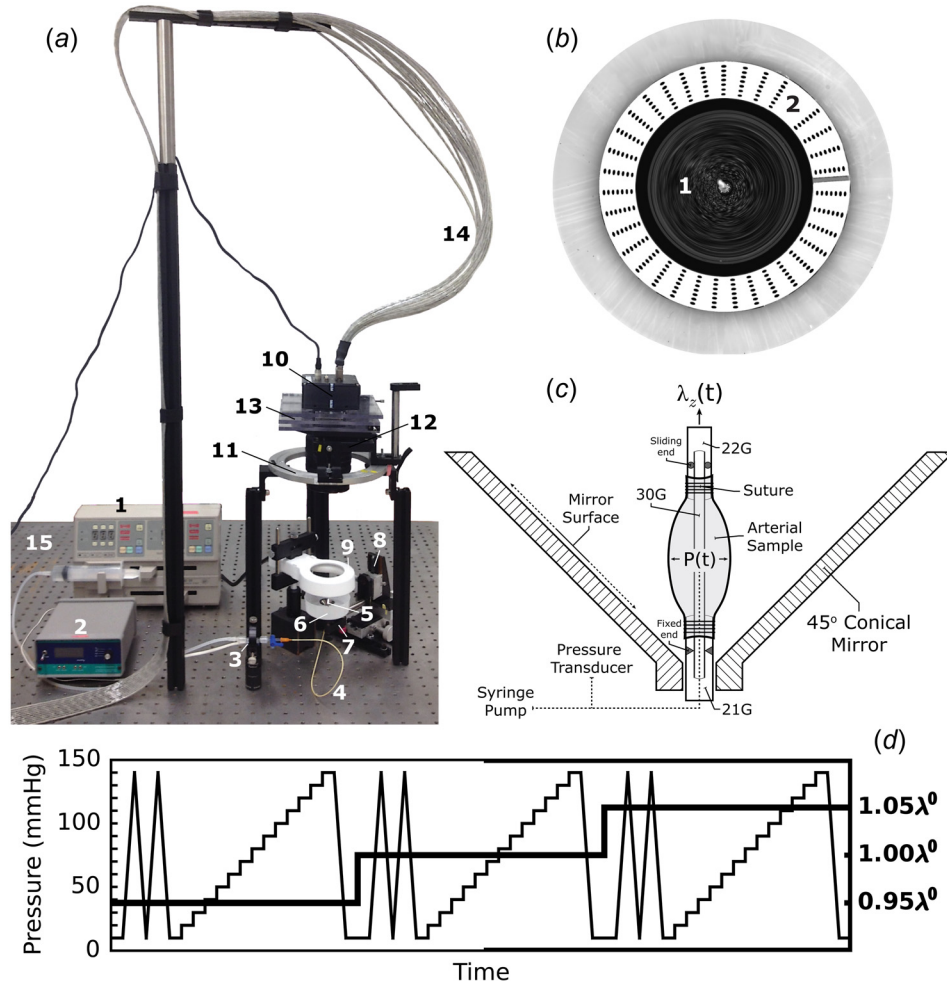 (a)
14
10
13
12
11
1
15
8
9
2
5
6
3
7
4
(b)
2
1
(c)
λz(t)
Sliding
end
22G
30G
Suture
Mirror
Surface
Arterial
Sample
P(t)
Fixed
end
45° Conical
Mirror
Pressure
Transducer
Syringe
Pump
21G
(d)
Pressure (mmHg)
150
100
50
0
1.05λ⁰
1.00λ⁰
0.95λ⁰
Time